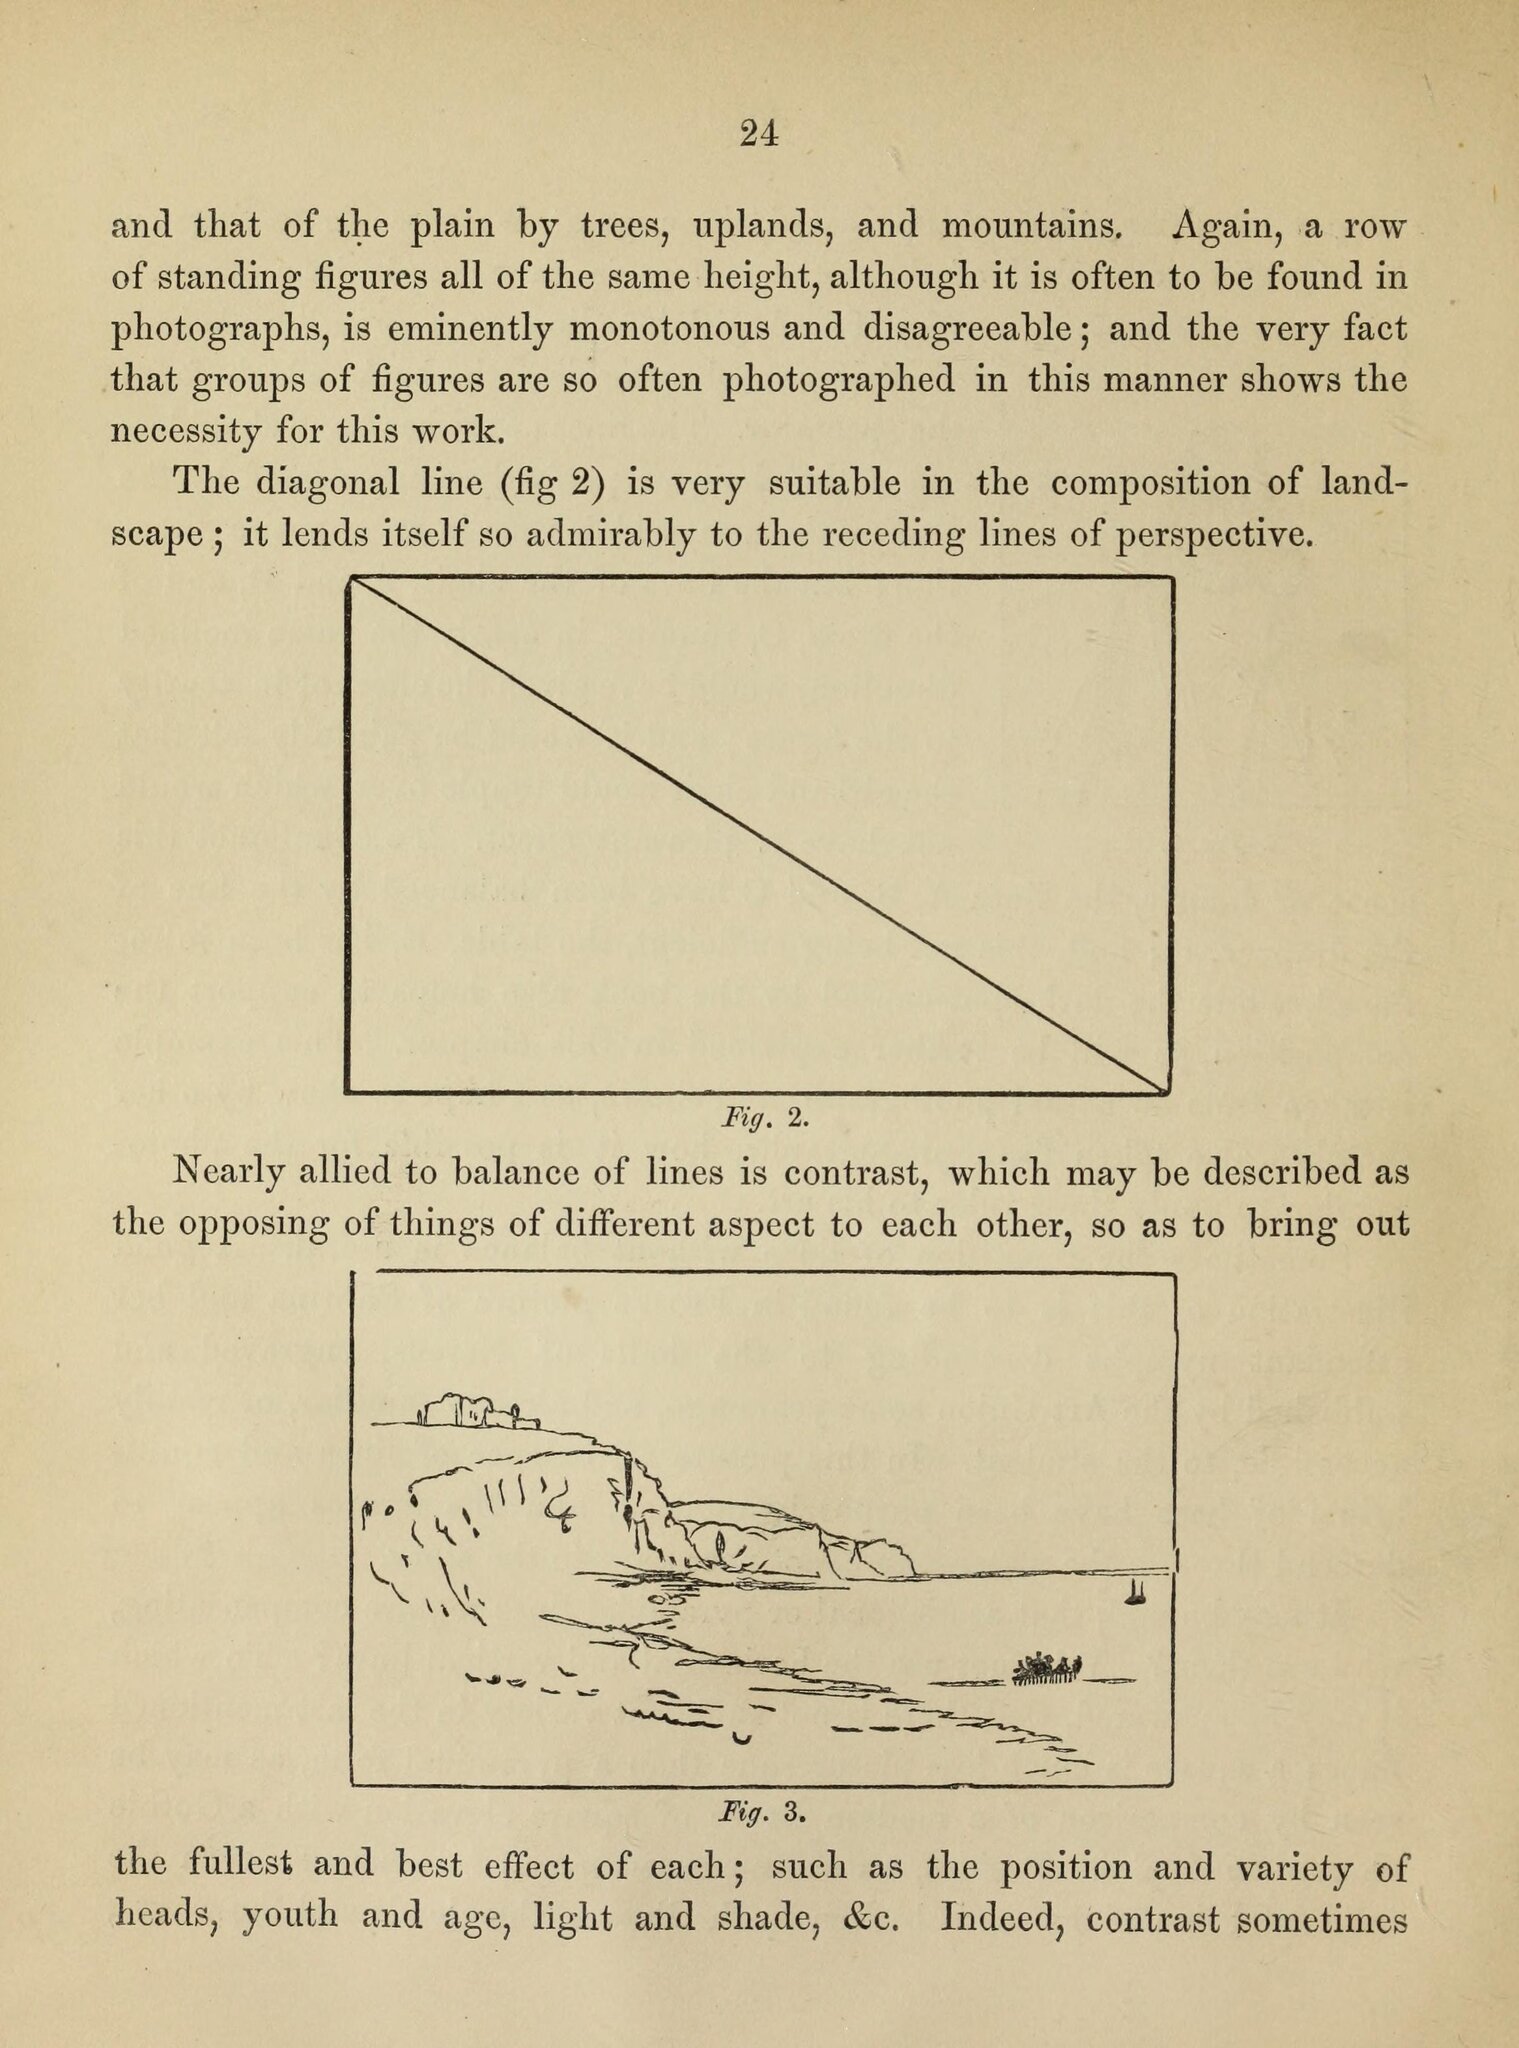 24
and that of the plain by trees, uplands, and mountains. Again, a row
of standing figures all of the same height, although it is often to be found in
photographs, is eminently monotonous and disagreeable; and the very fact
that groups of figures are so often photographed in this manner shows the
necessity for this work.
The diagonal line (fig 2) is very suitable in the composition of land-
scape; it lends itself so admirably to the receding lines of perspective.
Fig. 2.
Nearly allied to balance of lines is contrast, which may be described as
the opposing of things of different aspect to each other, so as to bring out
Fig. 3.
the fullest and best effect of each; such as the position and variety of
heads, youth and age, light and shade, &c. Indeed, contrast sometimes